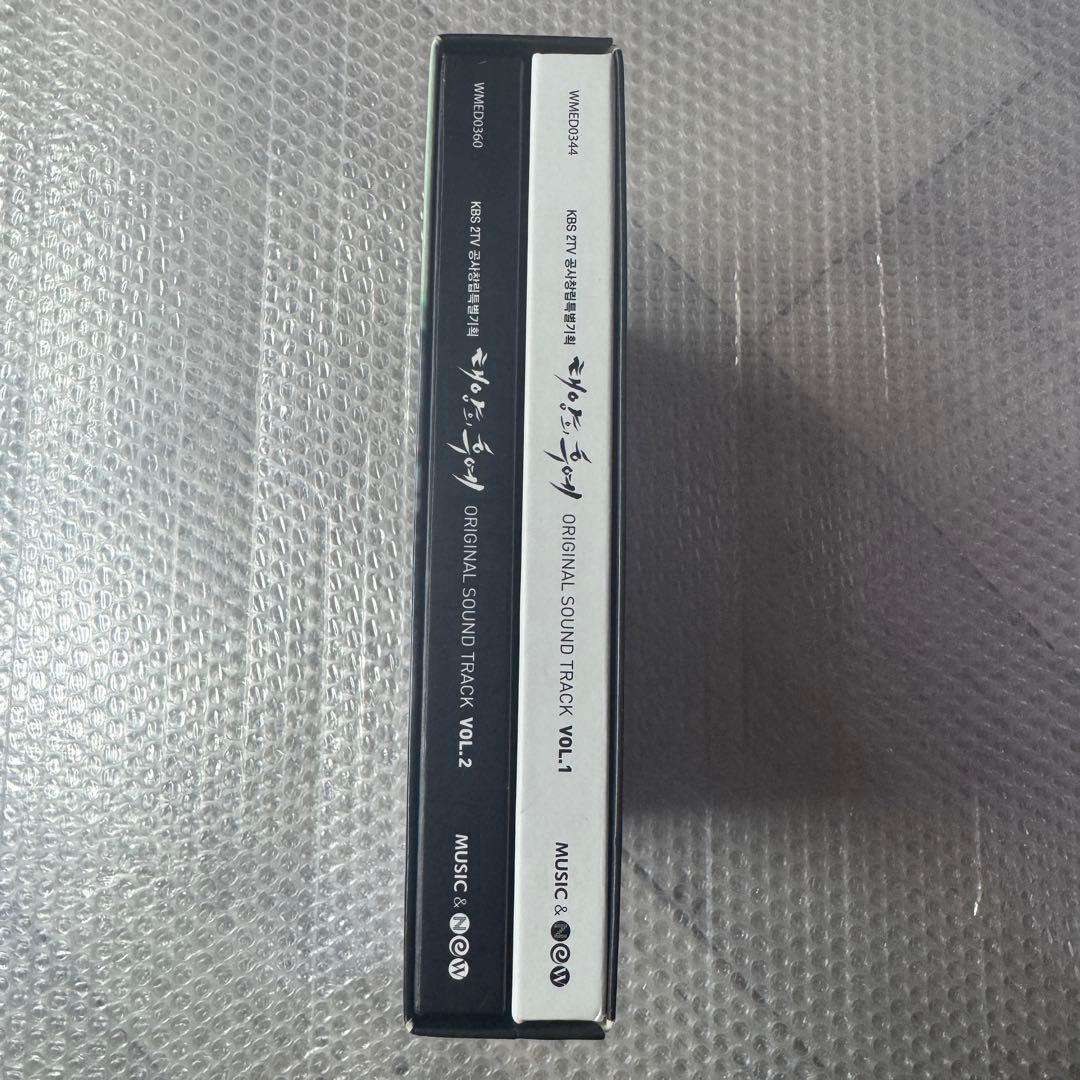 WMED0360 KBS 2TV 공사창립특별기획 태양의 후예 ORIGINAL SOUND TRACK VOL.2 MUSIC & NEW
WMED0344 KBS 2TV 공사창립특별기획 태양의 후예 ORIGINAL SOUND TRACK VOL.1 MUSIC & NEW